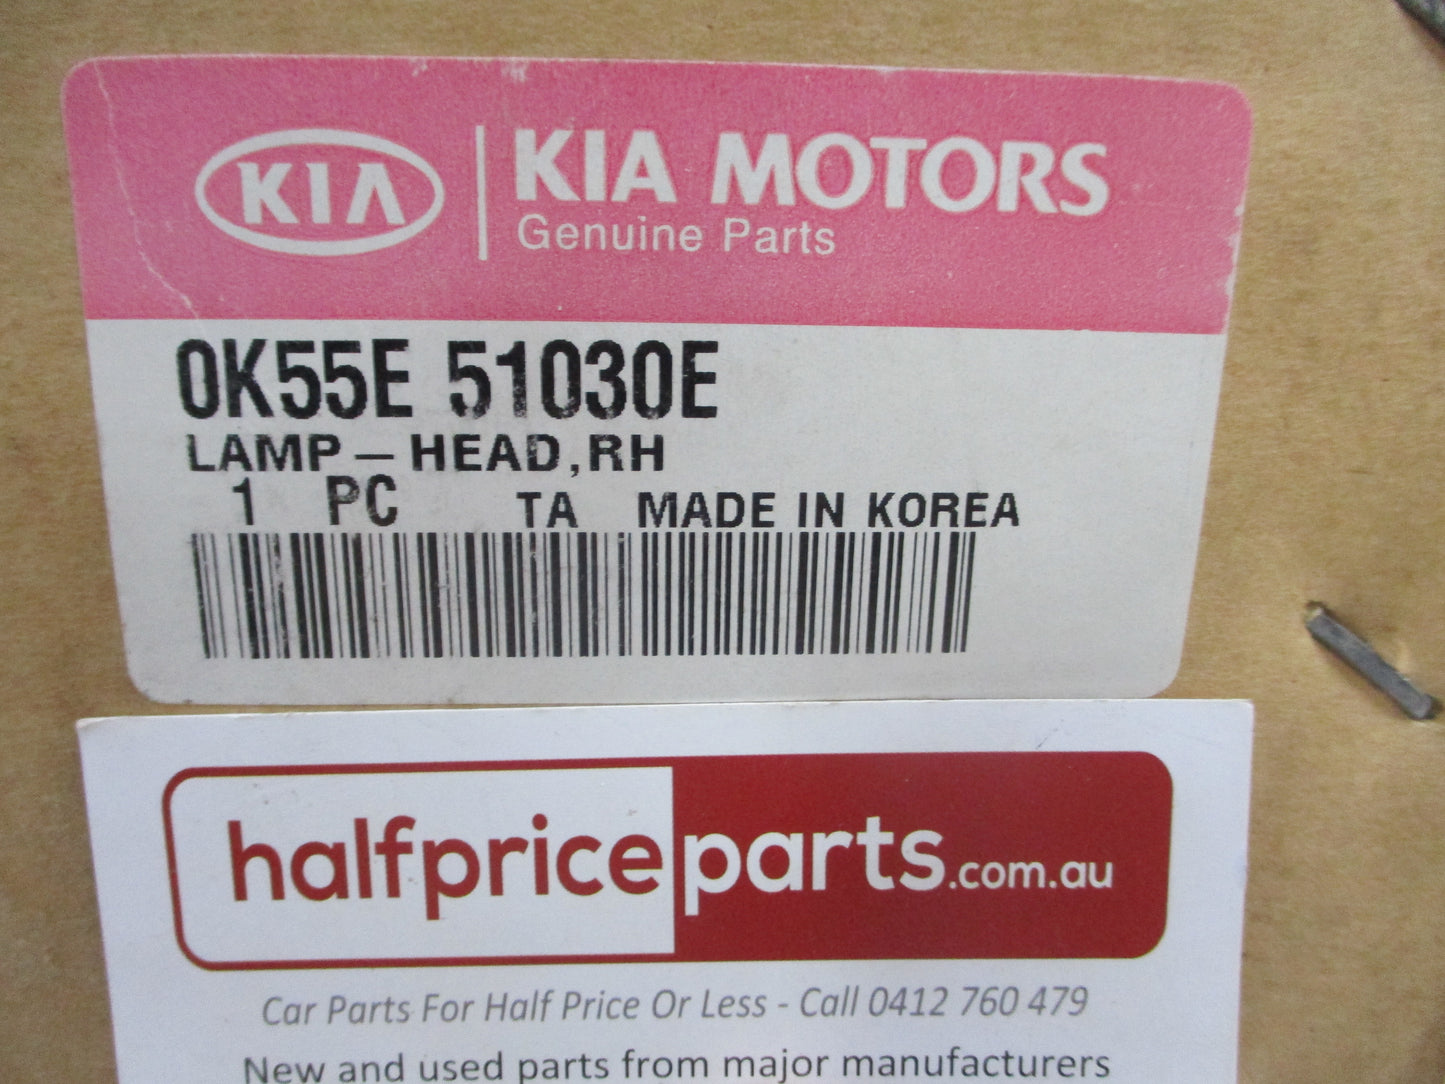 KIA
KIA MOTORS
Genuine Parts
0K55E 51030E
LAMP-HEAD,RH
1 PC TA MADE IN KOREA
halfpriceparts.com.au
Car Parts For Half Price Or Less - Call 0412 760 479
New and used parts from major manufacturers